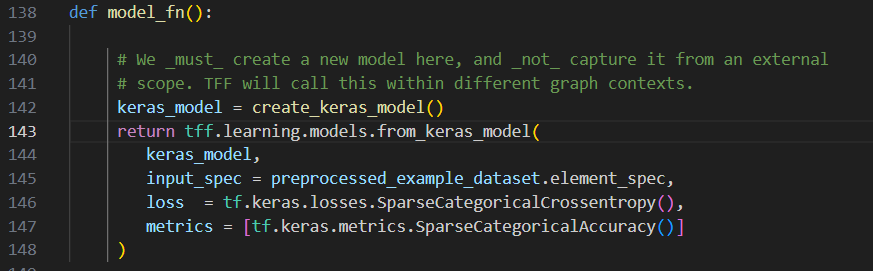 138 def model_fn():
139
140 # We _must_ create a new model here, and _not_ capture it from an external
141 # scope. TFF will call this within different graph contexts.
142 keras_model = create_keras_model()
143 return tff.learning.models.from_keras_model(
144 keras_model,
145 input_spec = preprocessed_example_dataset.element_spec,
146 loss  = tf.keras.losses.SparseCategoricalCrossentropy(),
147 metrics = [tf.keras.metrics.SparseCategoricalAccuracy()]
148 )